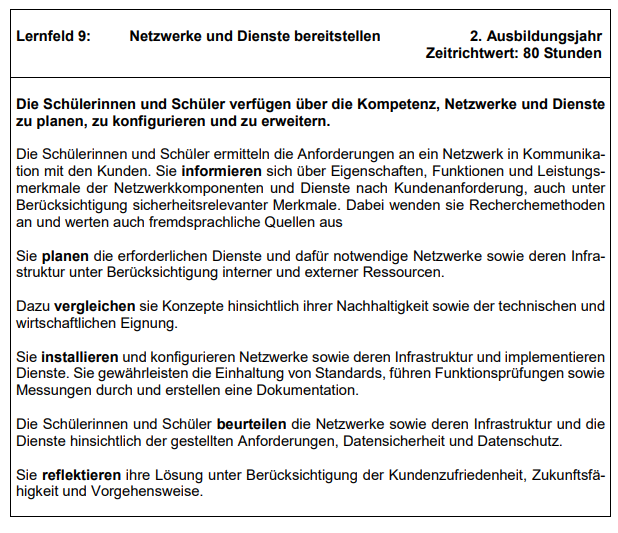 Lernfeld 9: Netzwerke und Dienste bereitstellen 2. Ausbildungsjahr
Zeitrichtwert: 80 Stunden
Die Schülerinnen und Schüler verfügen über die Kompetenz, Netzwerke und Dienste
zu planen, zu konfigurieren und zu erweitern.
Die Schülerinnen und Schüler ermitteln die Anforderungen an ein Netzwerk in Kommunika-
tion mit den Kunden. Sie informieren sich über Eigenschaften, Funktionen und Leistungs-
merkmale der Netzwerkkomponenten und Dienste nach Kundenanforderung, auch unter
Berücksichtigung sicherheitsrelevanter Merkmale. Dabei wenden sie Recherchemethoden
an und werten auch fremdsprachliche Quellen aus
Sie planen die erforderlichen Dienste und dafür notwendige Netzwerke sowie deren Infra-
struktur unter Berücksichtigung interner und externer Ressourcen.
Dazu vergleichen sie Konzepte hinsichtlich ihrer Nachhaltigkeit sowie der technischen und
wirtschaftlichen Eignung.
Sie installieren und konfigurieren Netzwerke sowie deren Infrastruktur und implementieren
Dienste. Sie gewährleisten die Einhaltung von Standards, führen Funktionsprüfungen sowie
Messungen durch und erstellen eine Dokumentation.
Die Schülerinnen und Schüler beurteilen die Netzwerke sowie deren Infrastruktur und die
Dienste hinsichtlich der gestellten Anforderungen, Datensicherheit und Datenschutz.
Sie reflektieren ihre Lösung unter Berücksichtigung der Kundenzufriedenheit, Zukunftsfä-
higkeit und Vorgehensweise.